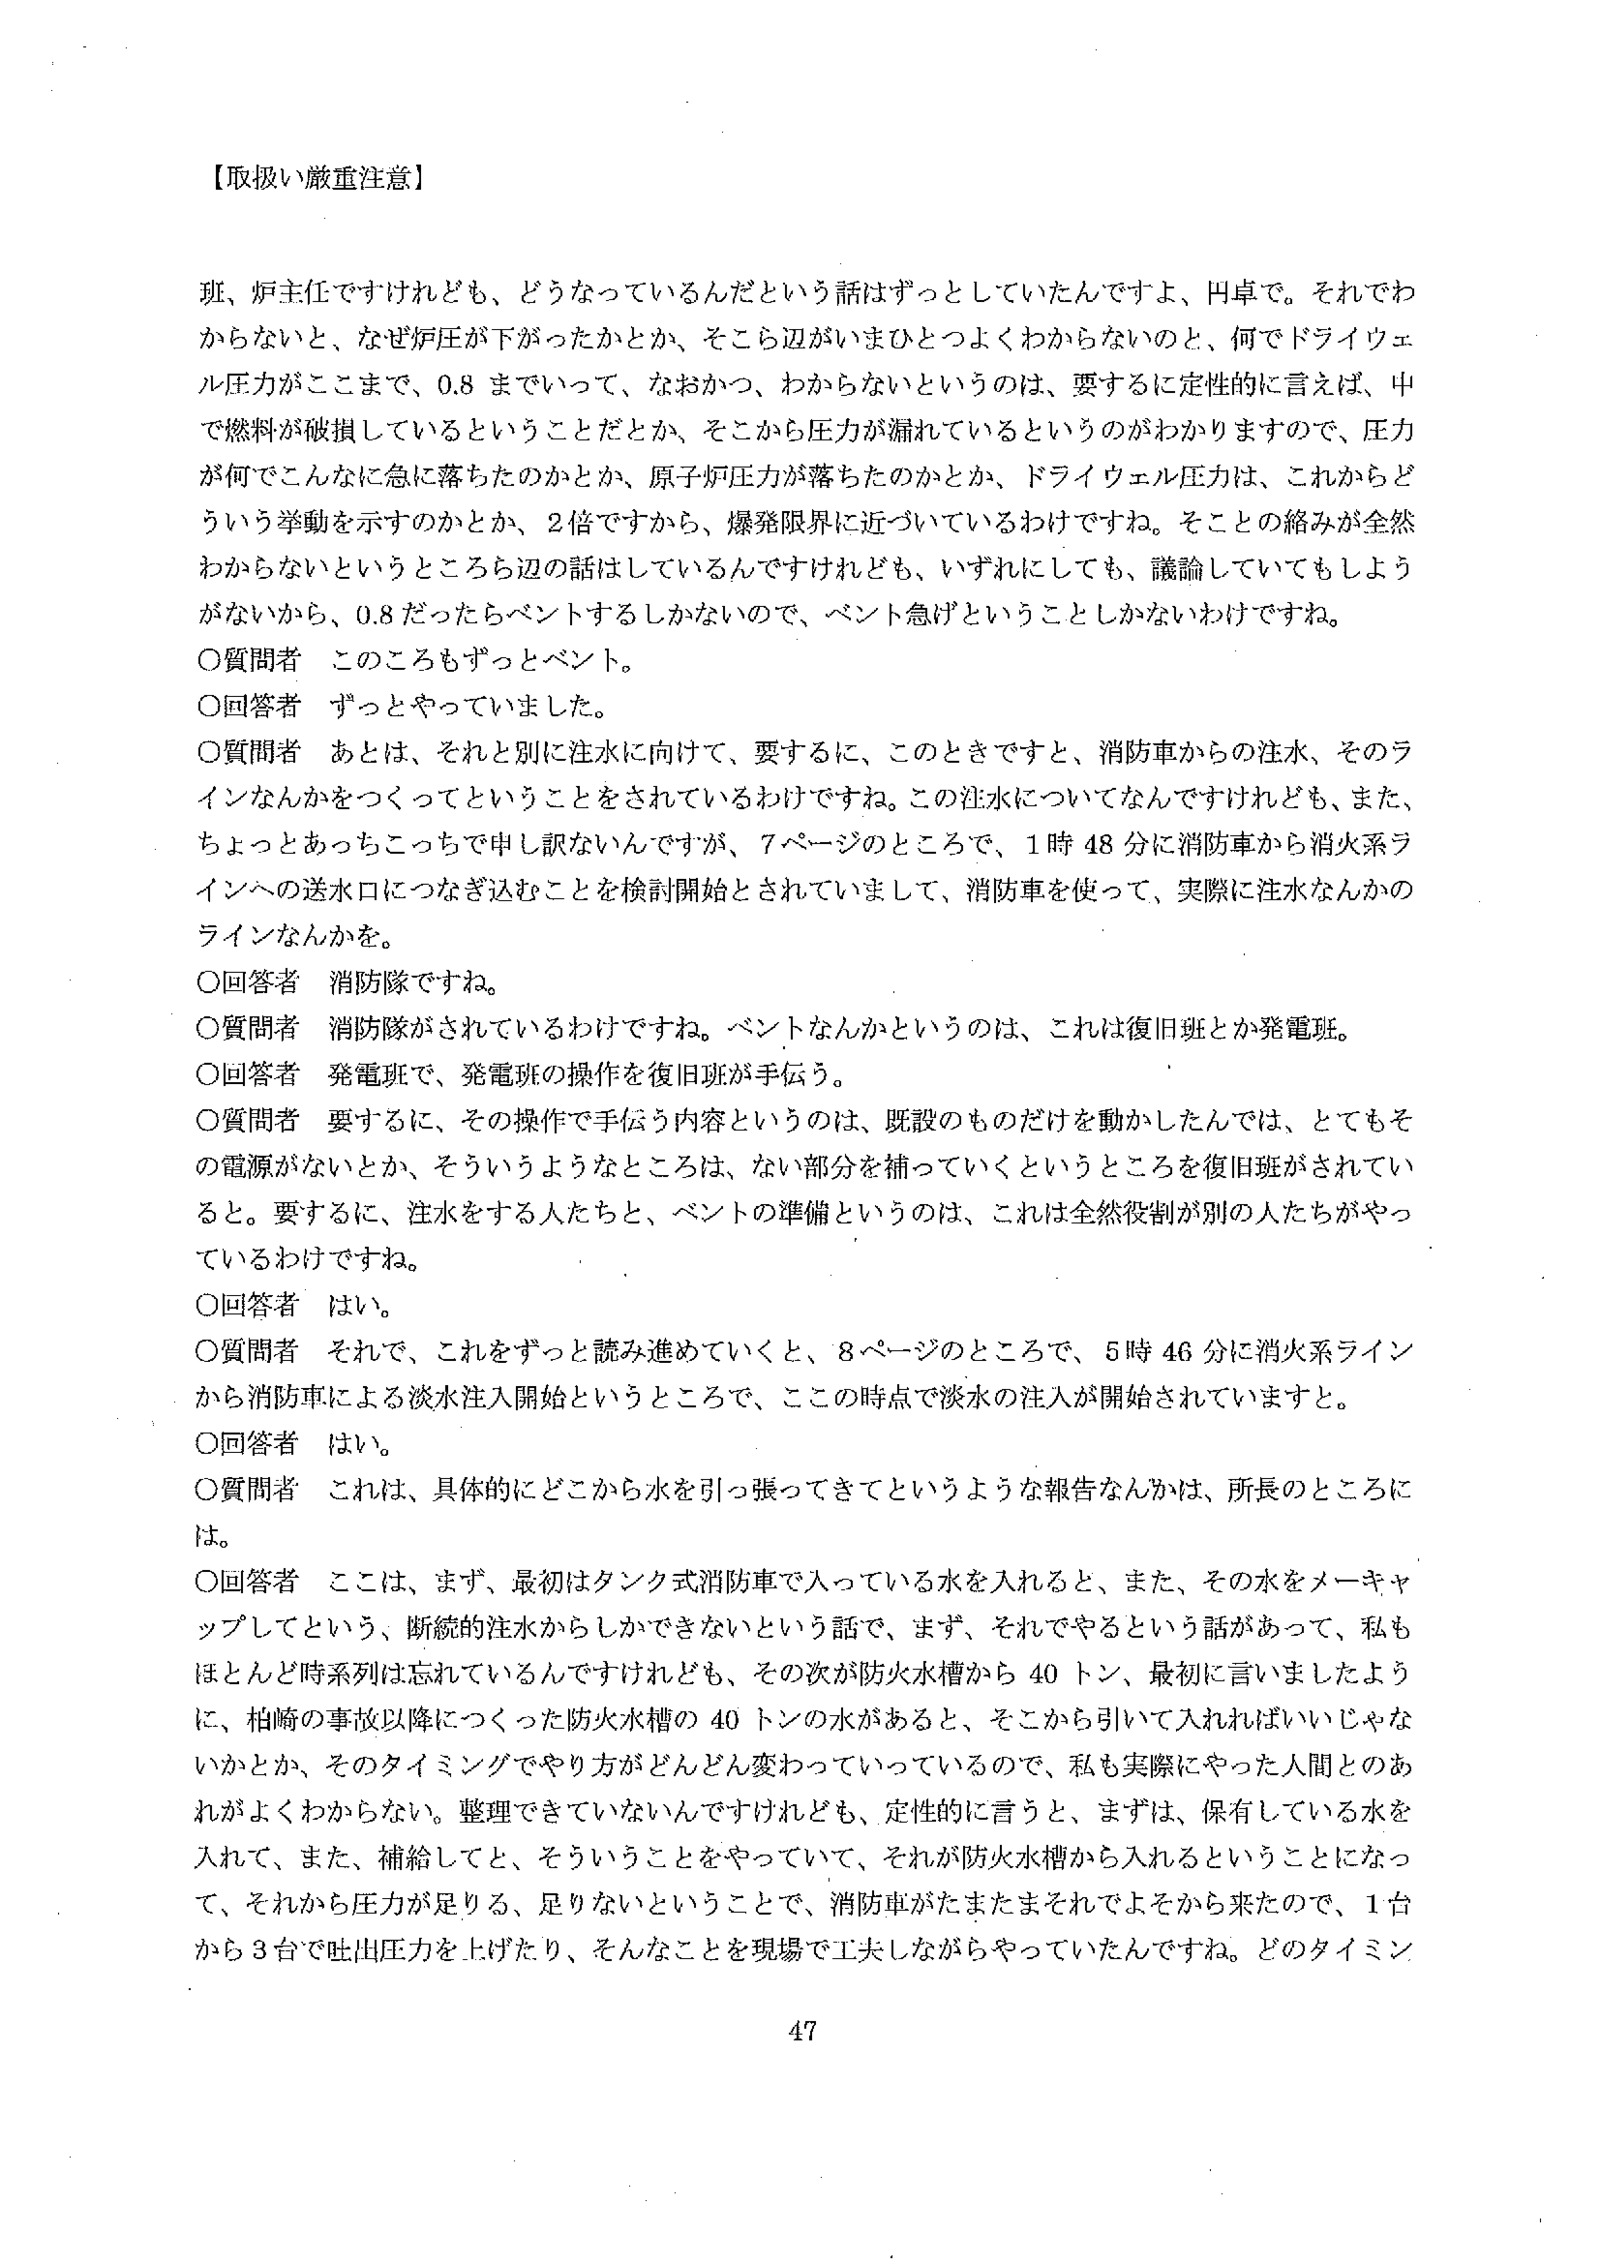 【取扱い厳重注意】
班、炉主任ですけれども、どうなっているんだという話はずっとしていたんですよ、円卓で。それでわ
からないと、なぜ炉圧が下がったかとか、そこら辺がいまひとつよくわからないのと、何でドライウェ
ル圧力がここまで、0.8 までいって、なおかつ、わからないというのは、要するに定性的に言えば、中
で燃料が破損しているということだとか、そこから圧力が漏れているというのがわかりますので、圧力
が何でこんなに急に落ちたのかとか、原子炉圧力が落ちたのかとか、ドライウェル圧力は、これからど
ういう挙動を示すのかとか、2倍ですから、爆発限界に近づいているわけですね。そことの絡みが全然
わからないというところら辺の話はしているんですけれども、いずれにしても、議論していてもしよう
がないから、0.8だったらベントするしかないので、ベント急げということしかないわけですね。
○質問者　このころもずっとベント。
○回答者　ずっとやっていました。
○質問者　あとは、それと別に注水に向けて、要するに、このときですと、消防車からの注水、そのラ
インなんかをつくってということをされているわけですね。この注水についてなんですけれども、また、
ちょっとあっちこっちで申し訳ないんですが、7ページのところで、1時 48 分に消防車から消火系ラ
インへの送水口につなぎ込むことを検討開始とされていまして、消防車を使って、実際に注水なんかの
ラインなんかを。
○回答者　消防隊ですね。
○質問者　消防隊がされているわけですね。ベントなんかというのは、これは復旧班とか発電班。
○回答者　発電班で、発電班の操作を復旧班が手伝う。
○質問者　要するに、その操作で手伝う内容というのは、既設のものだけを動かしたんでは、とてもそ
の電源がないとか、そういうようなところは、ない部分を補っていくというところを復旧班がされてい
ると。要するに、注水をする人たちと、ベントの準備というのは、これは全然役割が別の人たちがやっ
ているわけですね。
○回答者　はい。
○質問者　それで、これをずっと読み進めていくと、8ページのところで、5時 46 分に消火系ライン
から消防車による淡水注入開始というところで、ここの時点で淡水の注入が開始されていますと。
○回答者　はい。
○質問者　これは、具体的にどこから水を引っ張ってきてというような報告なんかは、所長のところに
は。
○回答者　ここは、まず、最初はタンク式消防車で入っている水を入れると、また、その水をメーキャ
ップしてという、断続的注水からしかできないという話で、まず、それでやるという話があって、私も
ほとんど時系列は忘れているんですけれども、その次が防火水槽から 40 トン、最初に言いましたよう
に、柏崎の事故以降につくった防火水槽の 40 トンの水があると、そこから引いて入れればいいじゃな
いかとか、そのタイミングでやり方がどんどん変わっていっているので、私も実際にやった人間とのあ
れがよくわからない。整理できていないんですけれども、定性的に言うと、まずは、保有している水を
入れて、また、補給してと、そういうことをやっていて、それが防火水槽から入れるということになっ
て、それから圧力が足りる、足りないということで、消防車がたまたまそれでよそから来たので、1台
から3台で吐出圧力を上げたり、そんなことを現場で工夫しながらやっていたんですね。どのタイミン
47